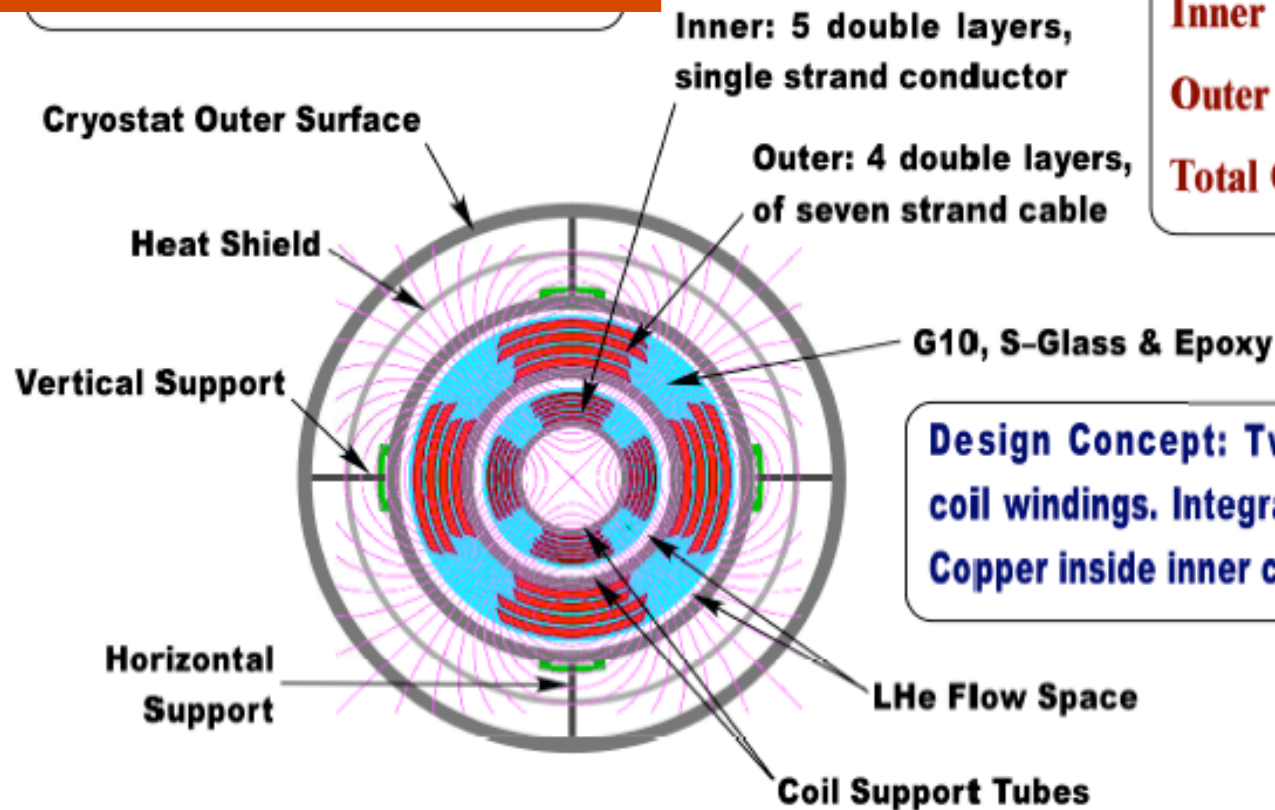 Inner: 5 double layers,
single strand conductor
Inner
Outer
Total
Cryostat Outer Surface
Outer: 4 double layers,
of seven strand cable
Heat Shield
G10, S-Glass & Epoxy
Vertical Support
Design Concept:
coil windings.
Copper inside inner
Horizontal
Support
LHe Flow Space
Coil Support Tubes